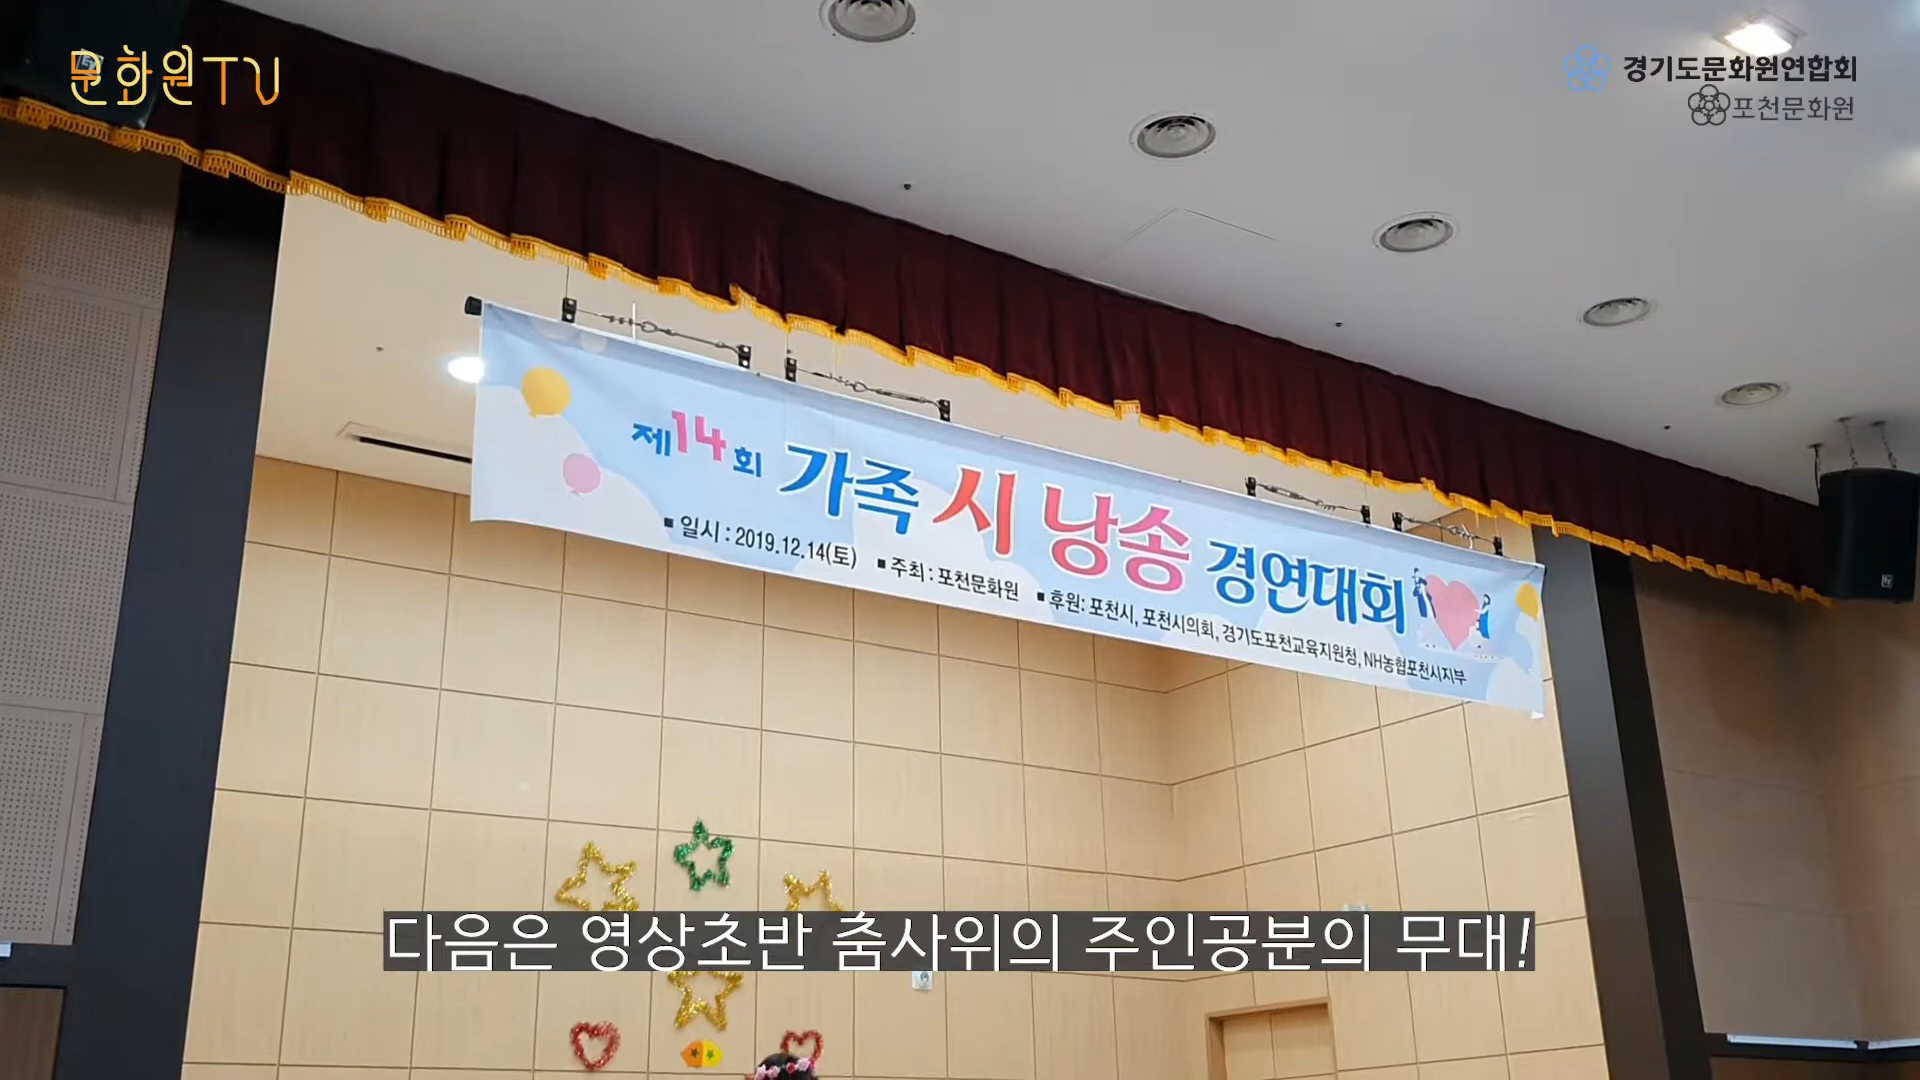 문화원TV
경기도문화원연합회
포천문화원
제14회 가족 시 낭송 경연대회
▪ 일시 : 2019.12.14(토) ▪ 주최 : 포천문화원 ▪ 후원: 포천시, 포천시의회, 경기도포천교육지원청, NH농협포천시지부
다음은 영상초반 춤사위의 주인공분의 무대!